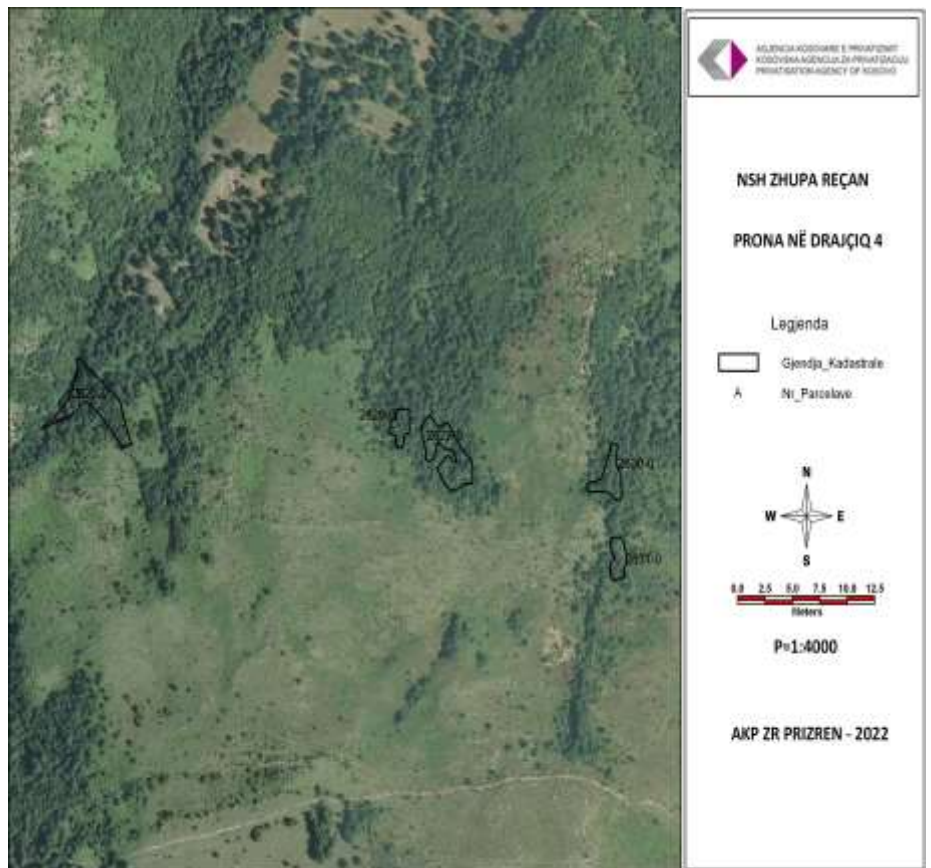 AGJENCIA KOSOVARE E PRIVATIZIMIT
KOSOVSKA AGENCIJA ZA PRIVATIZACIJU
PRIVATISATION AGENCY OF KOSOVO
NSH ZHUPA REÇAN
PRONA NË DRAJÇIQ 4
Legjenda
Gjendja_Kadastrale
A Nr_Parcelave
N
W E
S
0.0 2.5 5.0 7.5 10.0 12.5
Meters
P=1:4000
AKP ZR PRIZREN - 2022